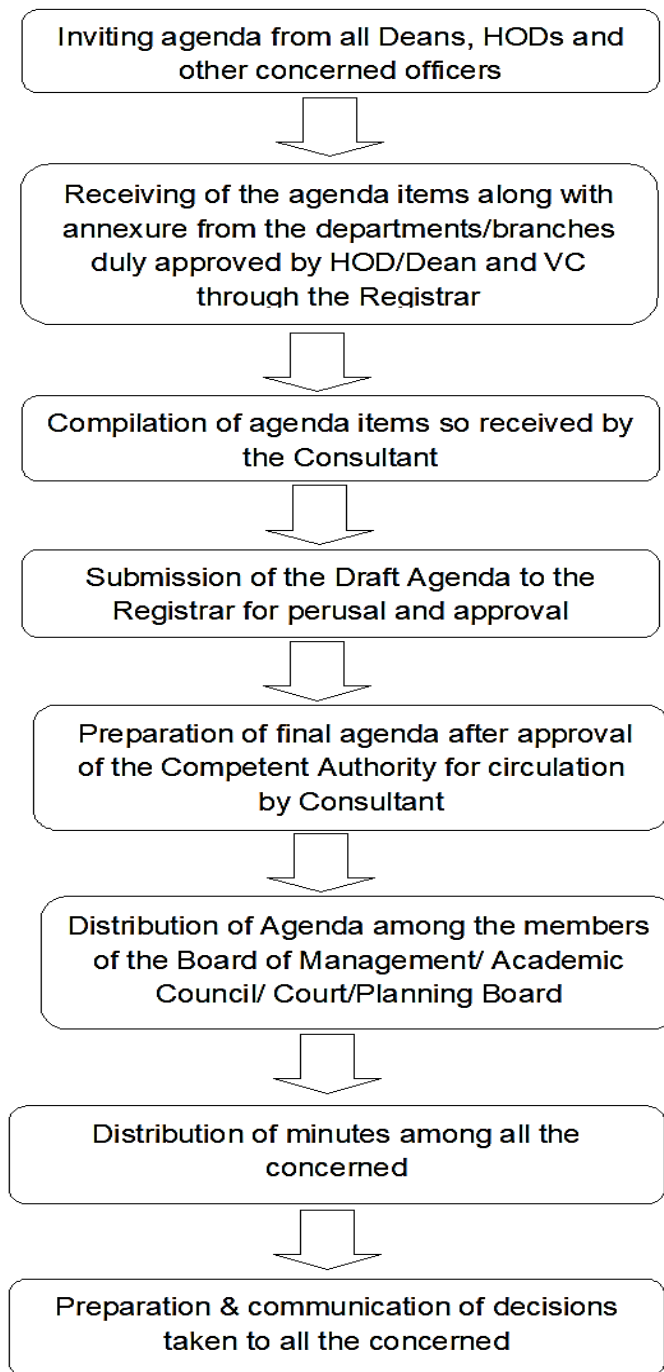 Inviting agenda from all Deans, HODs and
other concerned officers
Receiving of the agenda items along with
annexure from the departments/branches
duly approved by HOD/Dean and VC
through the Registrar
Compilation of agenda items so received by
the Consultant
Submission of the Draft Agenda to the
Registrar for perusal and approval
Preparation of final agenda after approval
of the Competent Authority for circulation
by Consultant
Distribution of Agenda among the members
of the Board of Management/ Academic
Council/ Court/Planning Board
Distribution of minutes among all the
concerned
Preparation & communication of decisions
taken to all the concerned